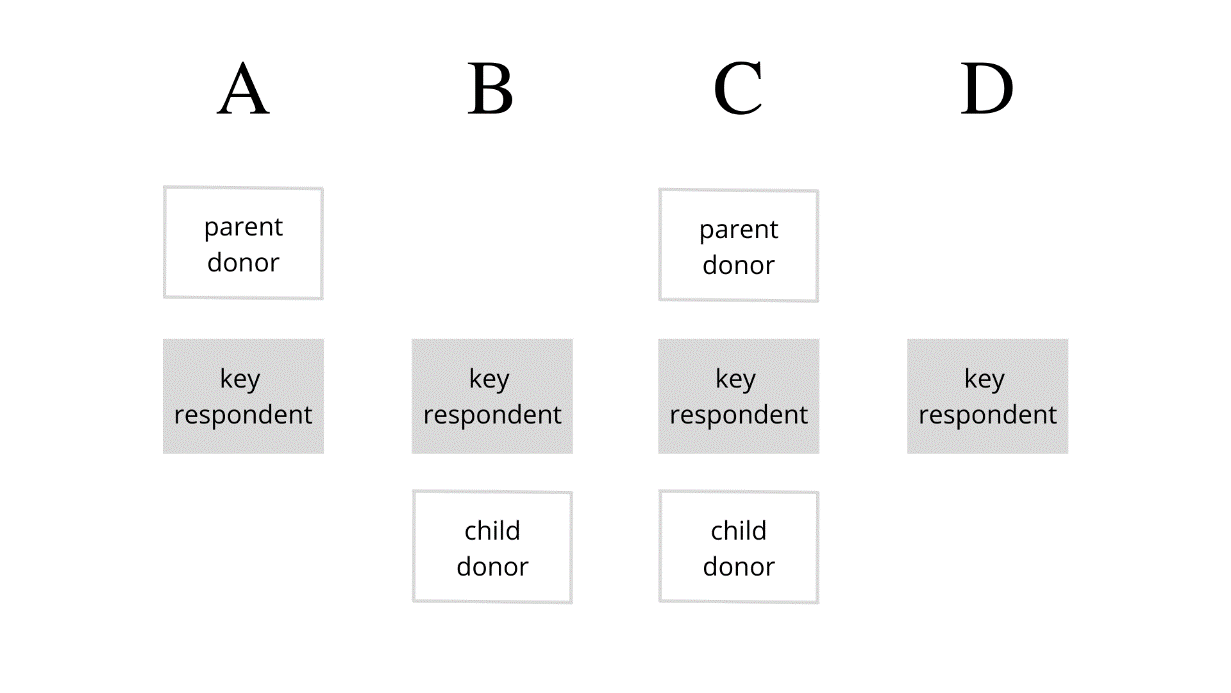 A B C D
parent
donor
parent
donor
key
respondent
key
respondent
key
respondent
key
respondent
child
donor
child
donor